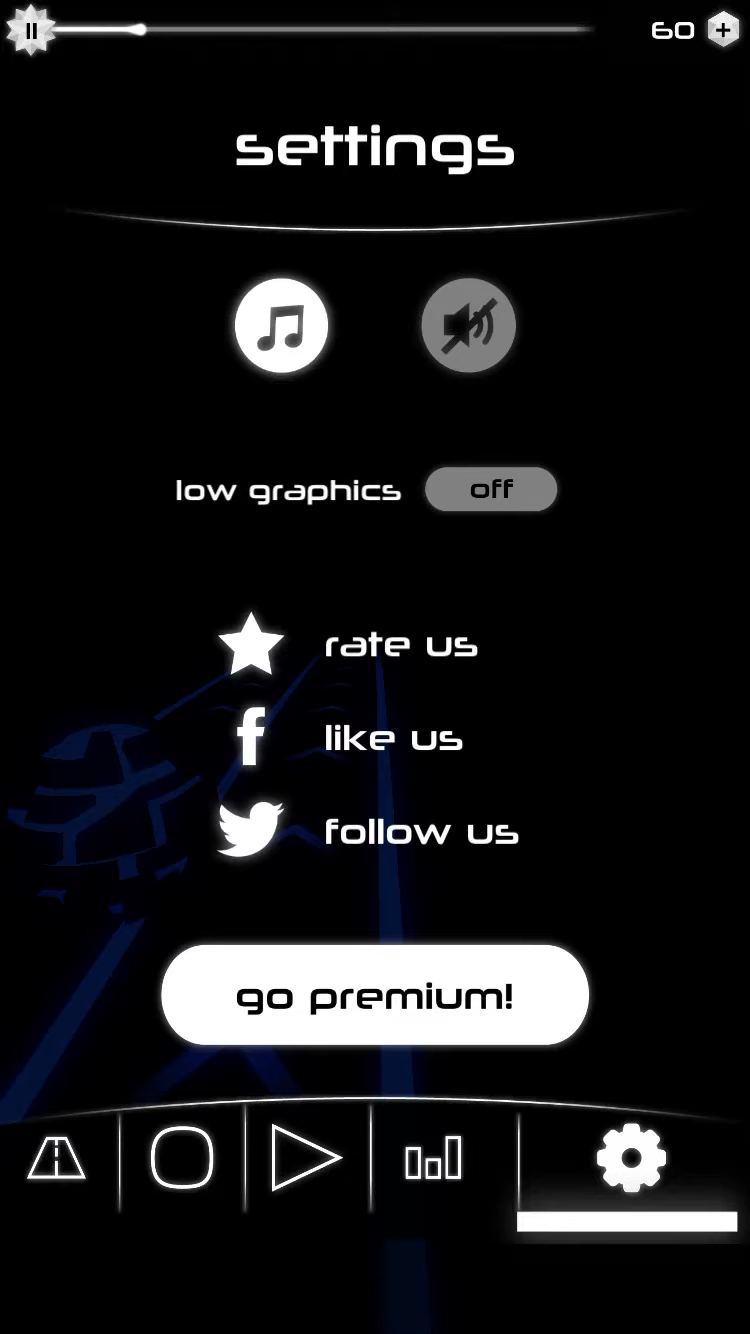 60 +
settings
low graphics off
rate us
like us
follow us
go premium!